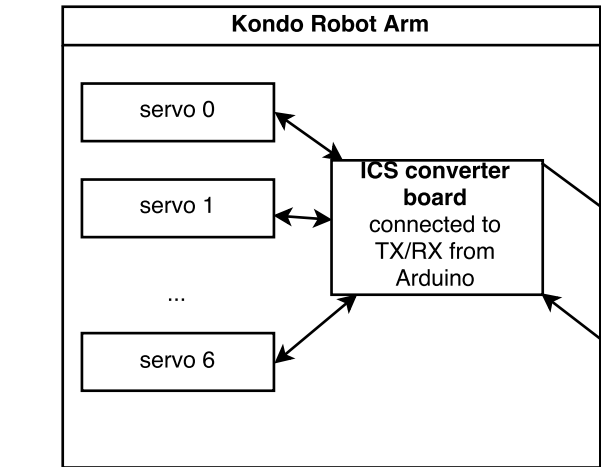 Kondo Robot Arm
servo 0
servo 1
...
servo 6
ICS converter
board
connected to
TX/RX from
Arduino